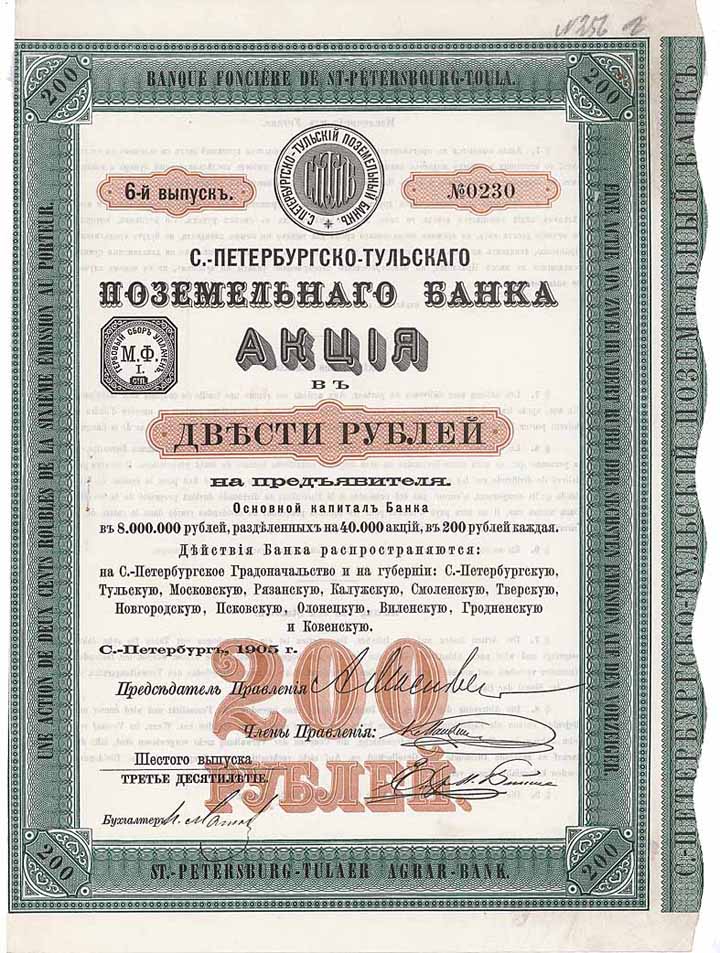 №256
200
BANQUE FONCIÈRE DE ST-PÉTERSBOURG-TOULA.
200
6-й выпускъ.
С.ПЕТЕРБУРГСКО-ТУЛЬСКІЙ ПОЗЕМЕЛЬНЫЙ БАНКЪ.
№0230
С.-ПЕТЕРБУРГСКО-ТУЛЬСКАГО
ПОЗЕМЕЛЬНАГО БАНКА
АКЦІЯ
ГЕРБОВЫЙ СБОРЪ УПЛАЧЕНЪ
М.Ф.
I.
СП.
ВЪ
ДВѢСТИ РУБЛЕЙ
на предъявителя.
Основной капиталъ Банка
въ 8.000.000 рублей, раздѣленныхъ на 40.000 акцій, въ 200 рублей каждая.
Дѣйствія Банка распространяются:
на С.-Петербургское Градоначальство и на губерніи: С.-Петербургскую,
Тульскую, Московскую, Рязанскую, Калужскую, Смоленскую, Тверскую,
Новгородскую, Псковскую, Олонецкую, Виленскую, Гродненскую
и Ковенскую.
С.-Петербургъ, 1905 г.
200
РУБЛЕЙ.
Предсѣдатель Правленія
Члены Правленія:
Шестого выпуска
ТРЕТЬЕ ДЕСЯТИЛѢТІЕ.
Бухгалтеръ
200
ST.-PETERSBURG-TULAER AGRAR-BANK.
200
UNE ACTION DE DEUX CENTS ROUBLES DE LA SIXIÈME ÉMISSION AU PORTEUR.
EINE ACTIE VON ZWEI HUNDERT RUBEL DER SECHSTEN EMISSION AUF DEN VORZEIGER.
С.-ПЕТЕРБУРГСКО-ТУЛЬСКІЙ ПОЗЕМЕЛЬНЫЙ БАНКЪ